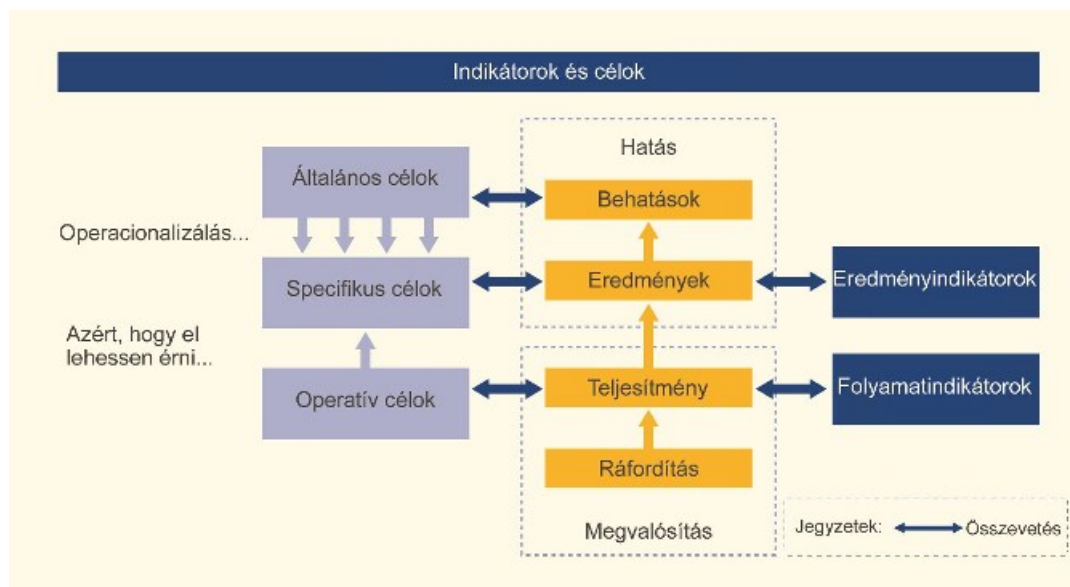 Indikátorok és célok
Hatás
Általános célok
Behatások
Operacionalizálás...
Specifikus célok
Eredmények
Eredményindikátorok
Azért, hogy el
lehessen érni...
Operatív célok
Teljesítmény
Folyamatindikátorok
Ráfordítás
Megvalósítás
Jegyzetek:
Összevetés